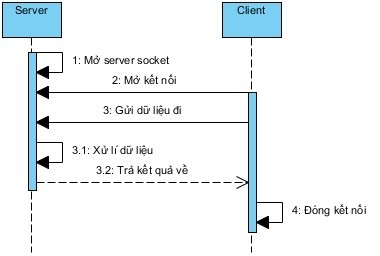 Server
Client
1: Mở server socket
2: Mở kết nối
3: Gửi dữ liệu đi
3.1: Xử lí dữ liệu
3.2: Trả kết quả về
4: Đóng kết nối